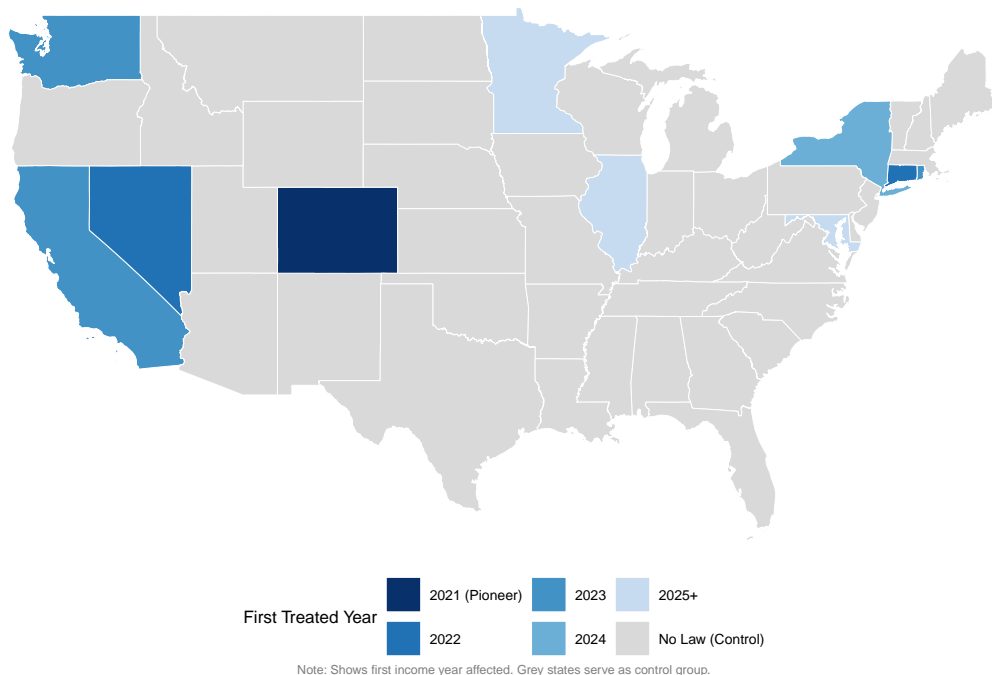 First Treated Year
2021 (Pioneer)
2022
2023
2024
2025+
No Law (Control)
Note: Shows first income year affected. Grey states serve as control group.